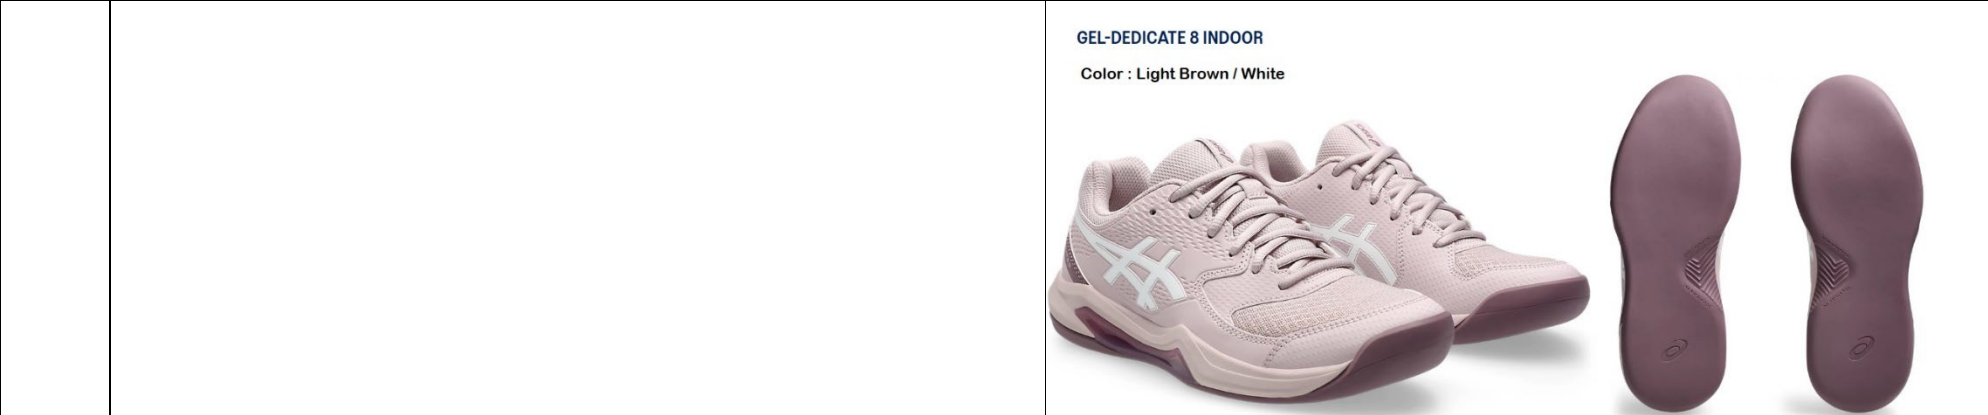 GEL-DEDICATE 8 INDOOR
Color : Light Brown / White